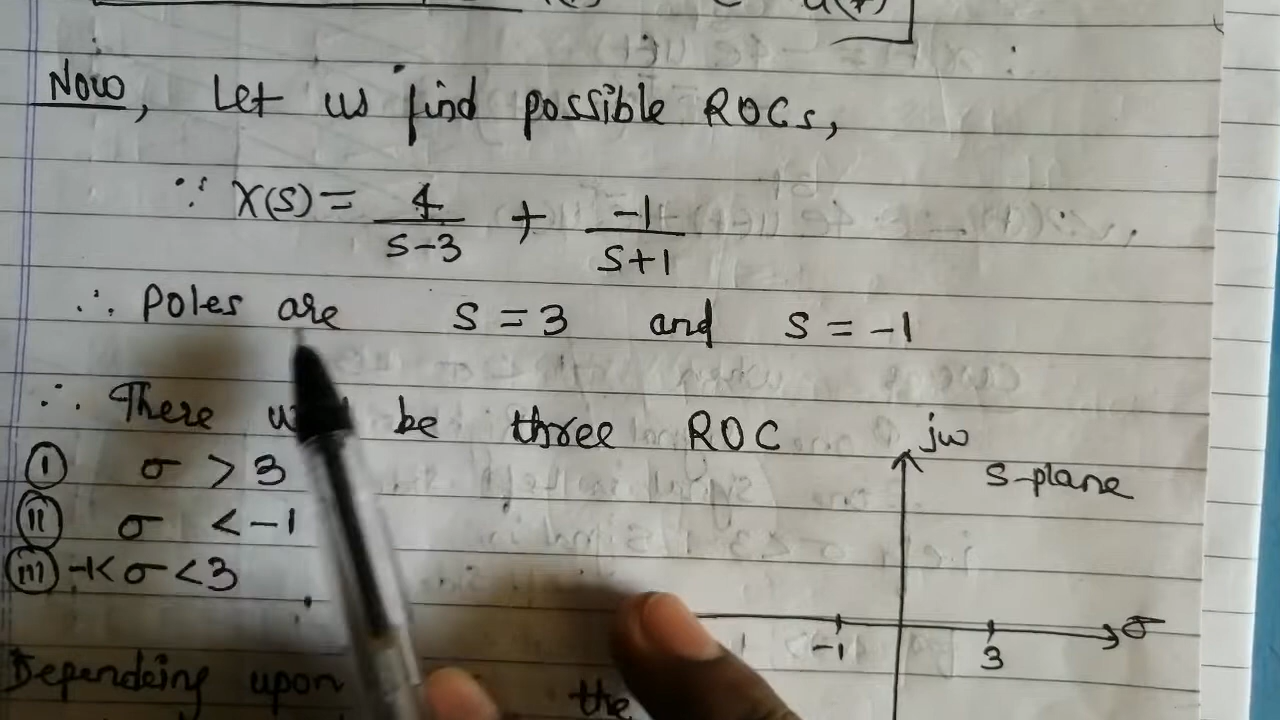 Now, Let us find possible ROCs,
∵ X(S) = 4/(S-3) + -1/(S+1)
∴ Poles are S = 3 and S = -1
∴ There be three ROC
jω
S-plane
(I) σ > 3
(II) σ < -1
(III) -1< σ < 3
σ
-1
3
Dependeing upon the